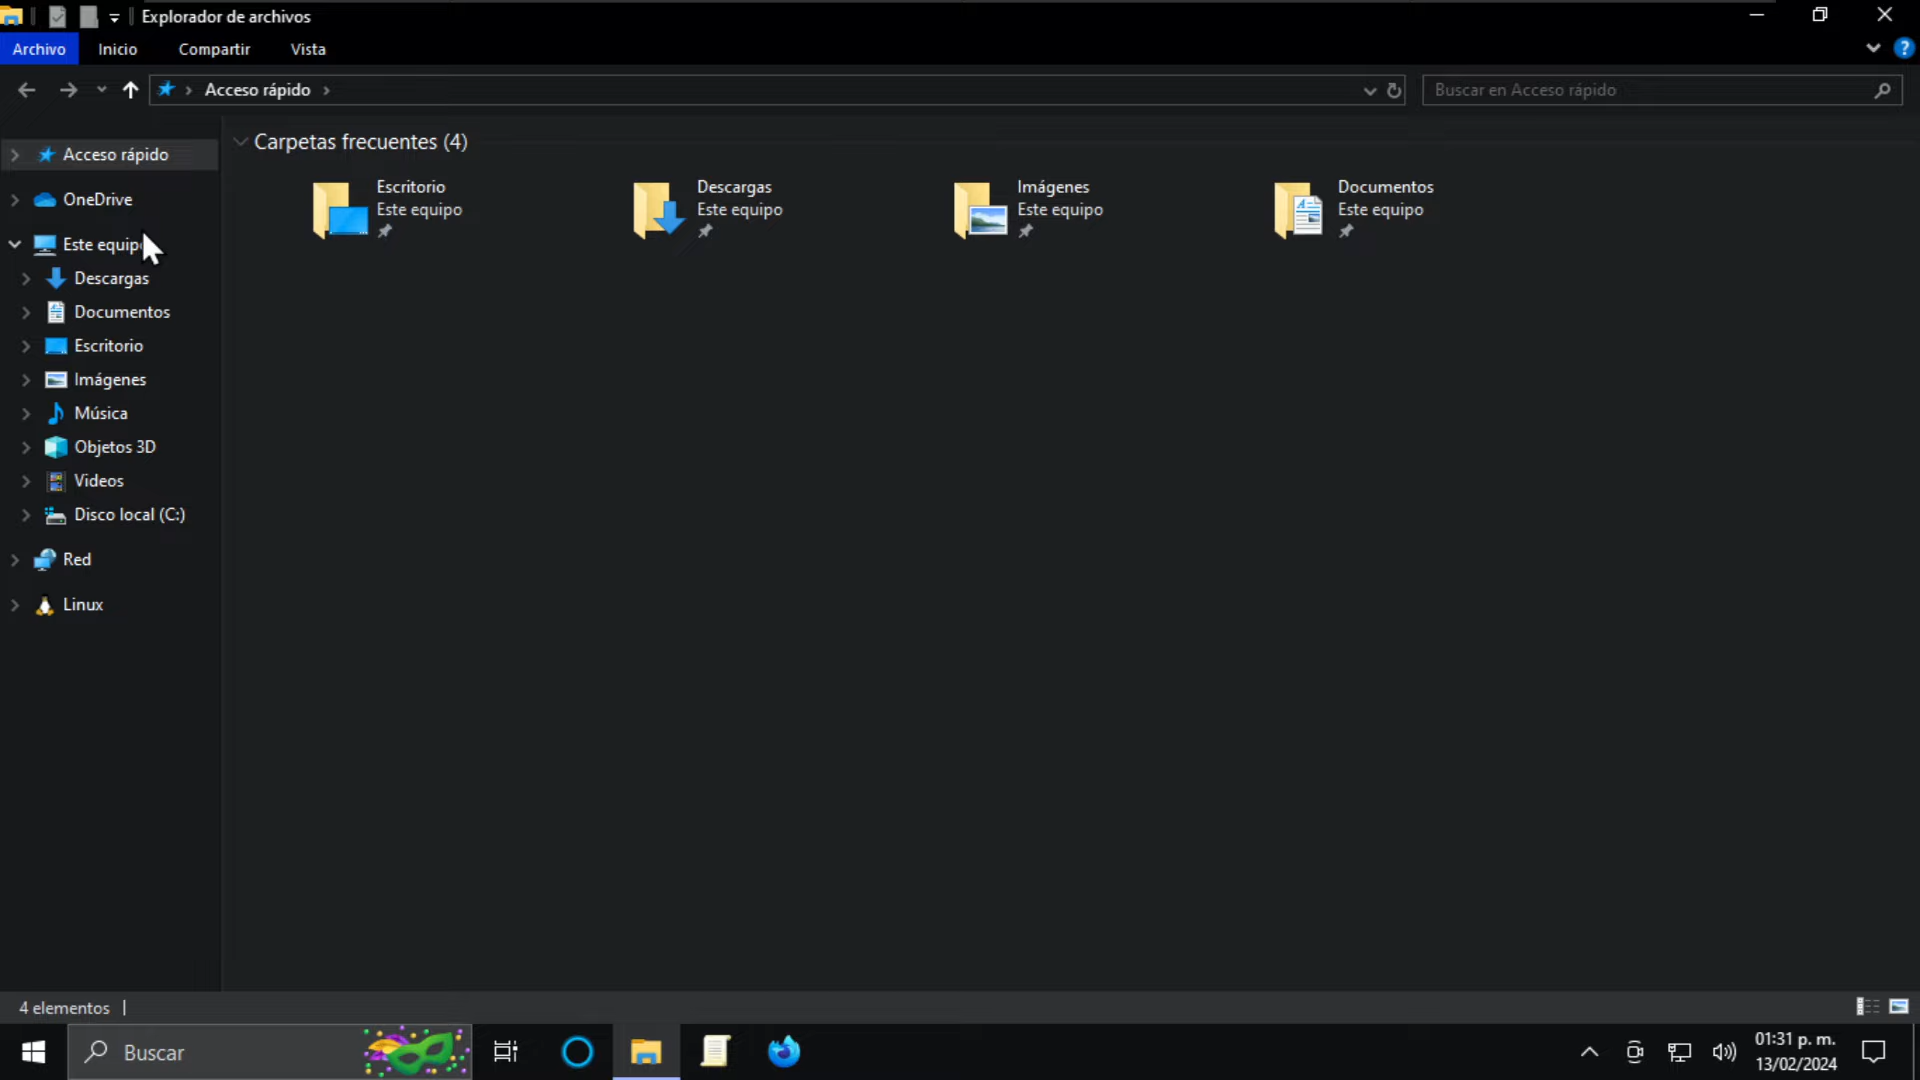 Explorador de archivos
Archivo Inicio Compartir Vista
Acceso rápido
Buscar en Acceso rápido
Acceso rápido
OneDrive
Este equipo
Descargas
Documentos
Escritorio
Imágenes
Música
Objetos 3D
Videos
Disco local (C:)
Red
Linux
Carpetas frecuentes (4)
Escritorio
Este equipo
Descargas
Este equipo
Imágenes
Este equipo
Documentos
Este equipo
4 elementos
Buscar
01:31 p. m.
13/02/2024